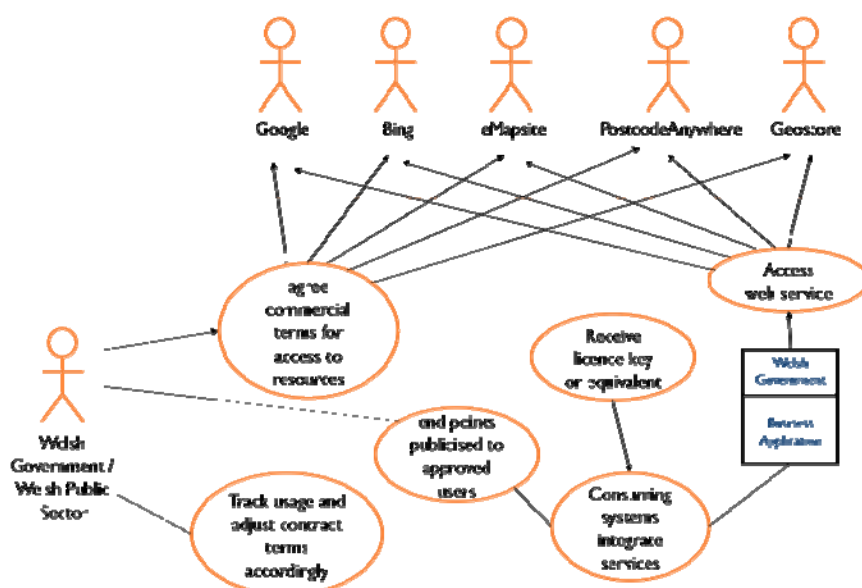 Google
Bing
eMapsite
PostcodeAnywhere
Geostore
agree
commercial
terms for
access to
resources
Access
web service
Receive
licence key
or equivalent
Welsh
Government
Business
Application
Welsh
Government /
Welsh Public
Sector
end points
publicised to
approved
users
Track usage and
adjust contract
terms
accordingly
Consuming
systems
integrate
services